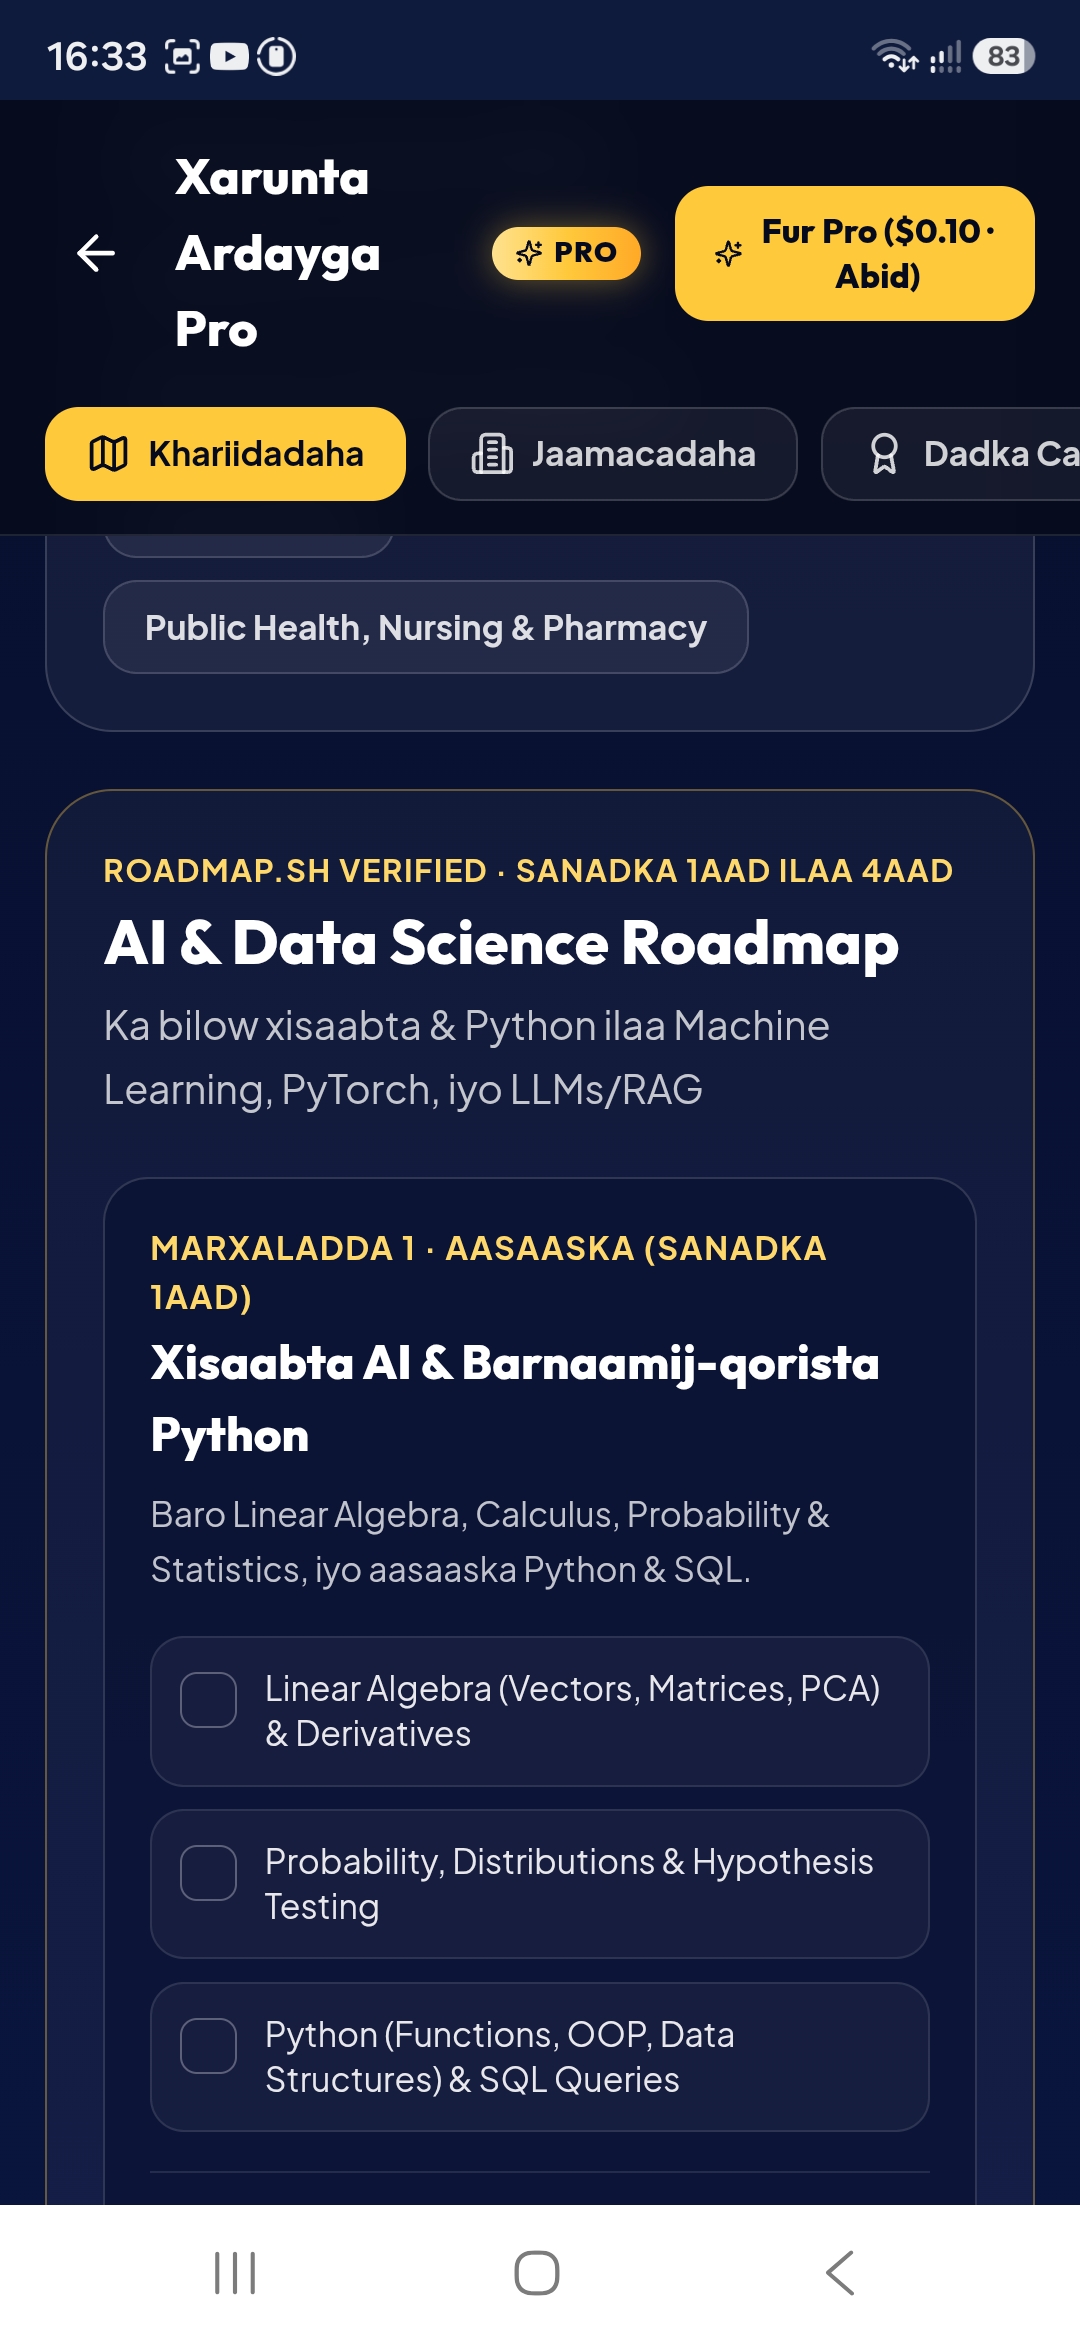 16:33
83
Xarunta
Ardayga
Pro
PRO
Fur Pro ($0.10 ·
Abid)
Khariidadaha
Jaamacadaha
Dadka Ca
Public Health, Nursing & Pharmacy
ROADMAP.SH VERIFIED · SANADKA 1AAD ILAA 4AAD
AI & Data Science Roadmap
Ka bilow xisaabta & Python ilaa Machine
Learning, PyTorch, iyo LLMs/RAG
MARXALADDA 1 · AASAASKA (SANADKA
1AAD)
Xisaabta AI & Barnaamij-qorista
Python
Baro Linear Algebra, Calculus, Probability &
Statistics, iyo aasaaska Python & SQL.
Linear Algebra (Vectors, Matrices, PCA)
& Derivatives
Probability, Distributions & Hypothesis
Testing
Python (Functions, OOP, Data
Structures) & SQL Queries